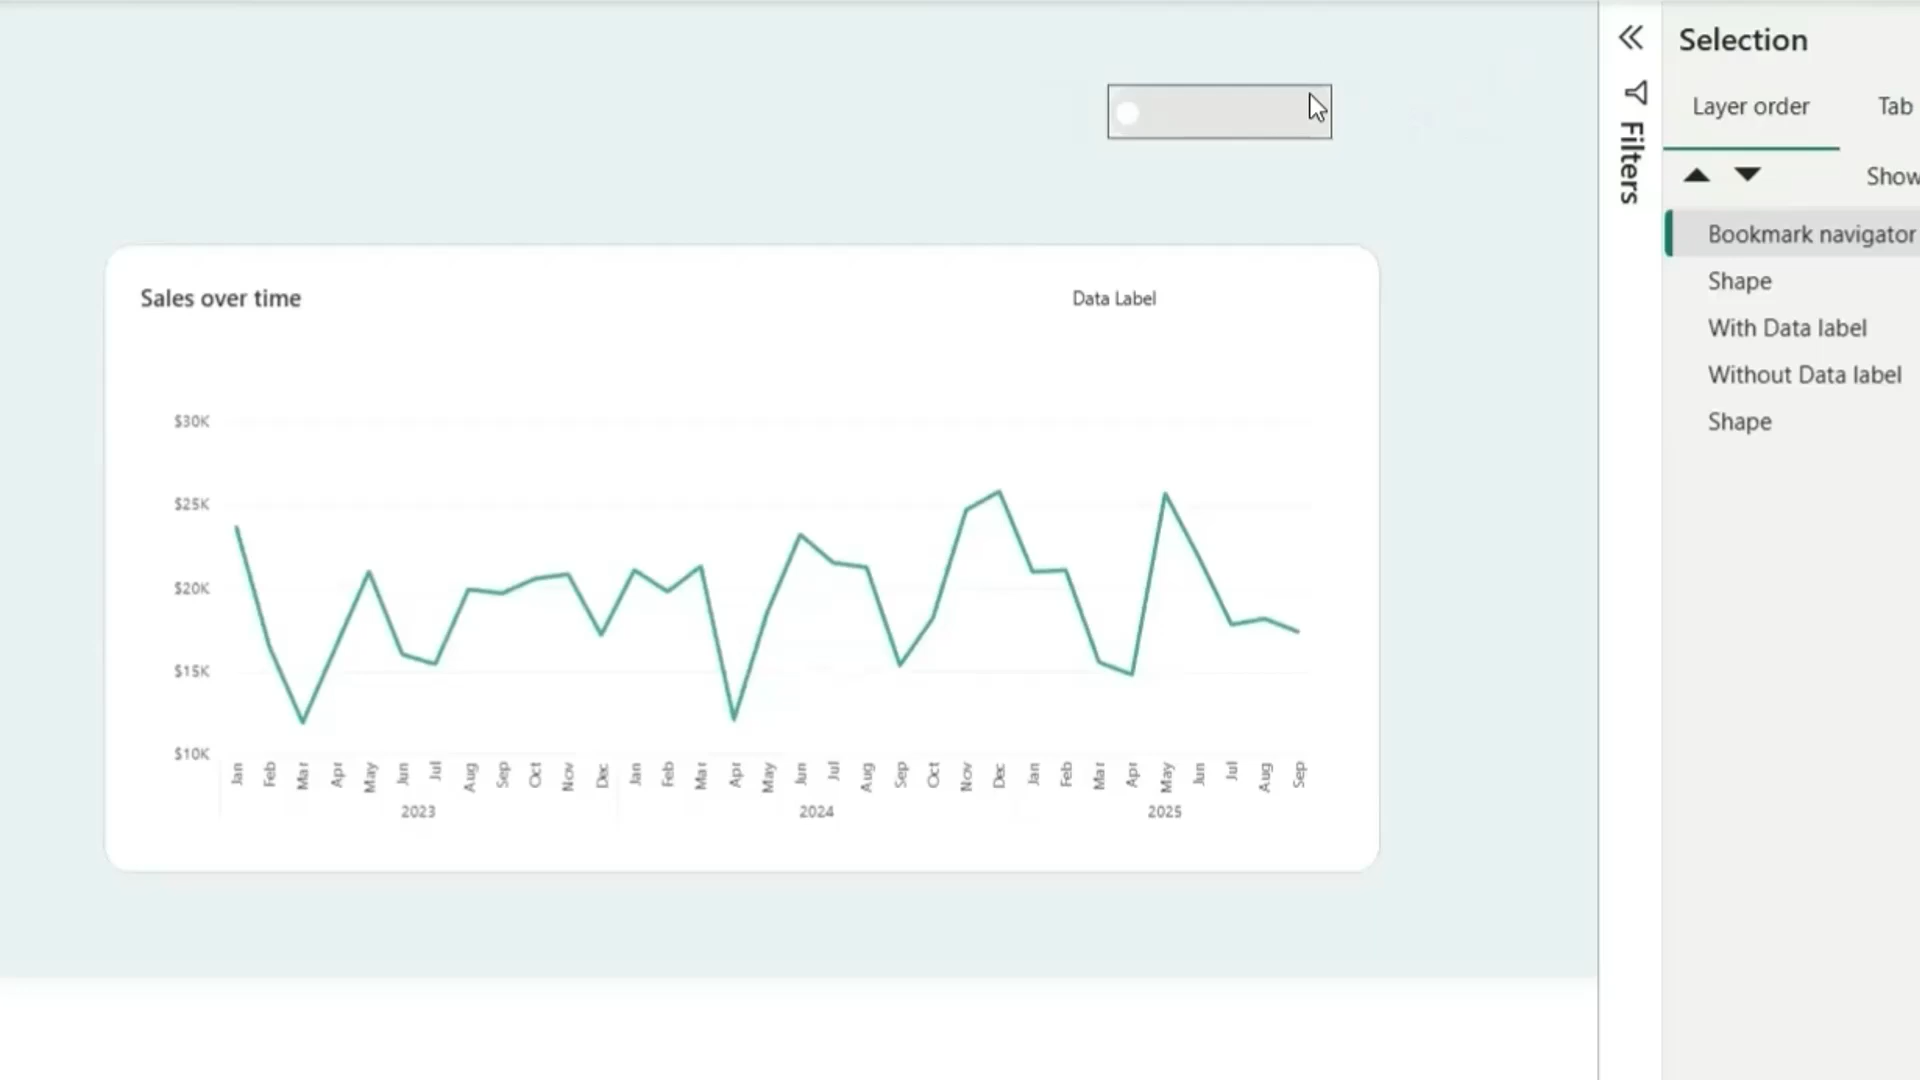 Selection
Layer order
Tab
Filters
Show
Bookmark navigator
Shape
With Data label
Without Data label
Shape
Sales over time
Data Label
$30K
$25K
$20K
$15K
$10K
Jan Feb Mar Apr May Jun Jul Aug Sep Oct Nov Dec Jan Feb Mar Apr May Jun Jul Aug Sep Oct Nov Dec Jan Feb Mar Apr May Jun Jul Aug Sep
2023 2024 2025